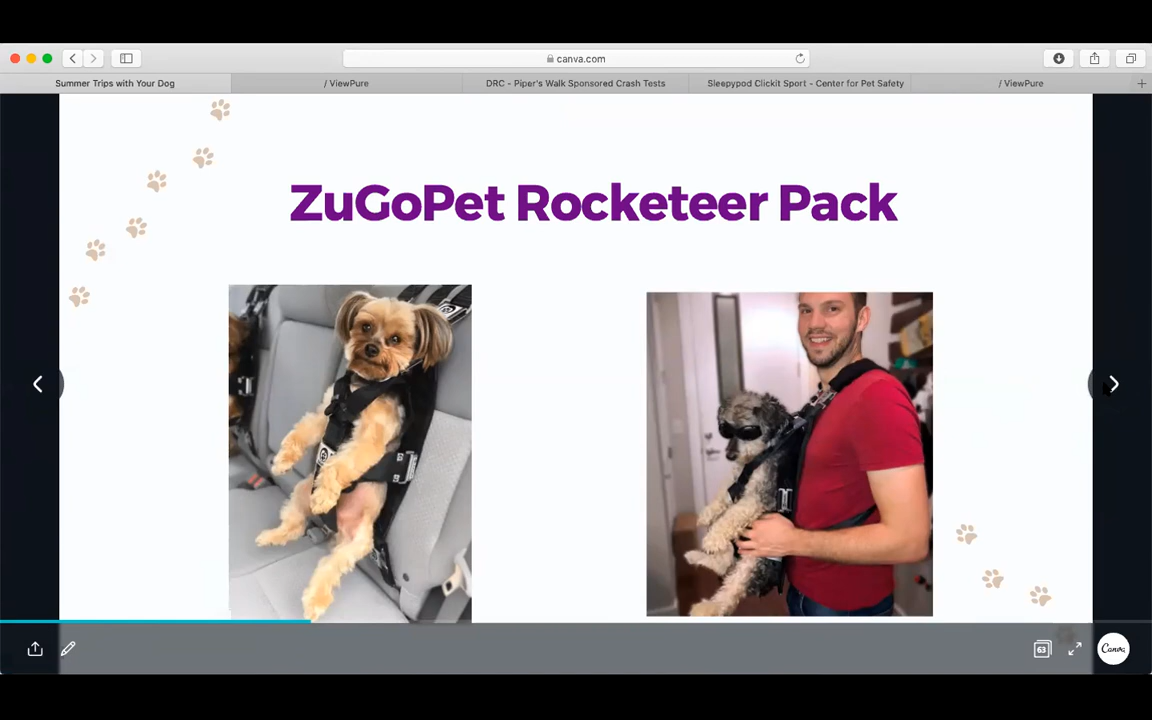 canva.com
Summer Trips with Your Dog
/ ViewPure
DRC - Piper's Walk Sponsored Crash Tests
Sleepypod Clickit Sport - Center for Pet Safety
/ ViewPure
ZuGoPet Rocketeer Pack
63
Canva